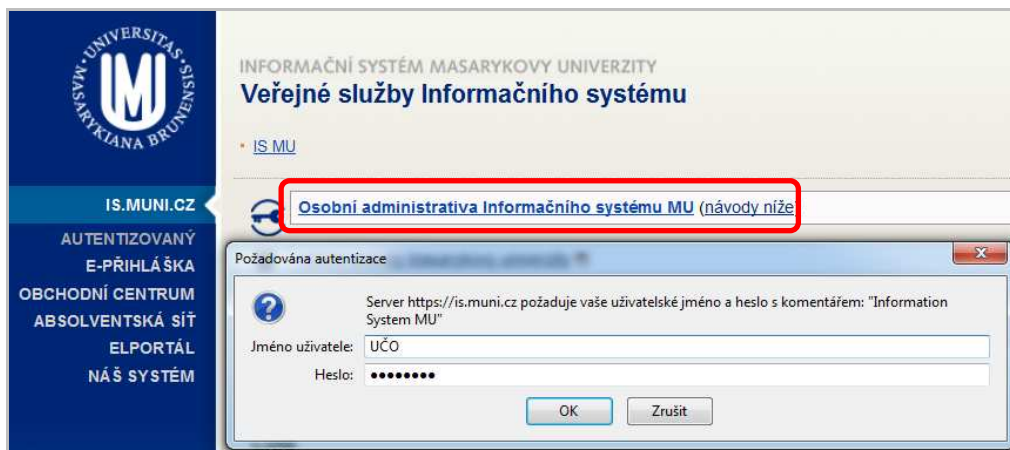 UNIVERSITAS MASARYKIANA BRUNENSIS
INFORMAČNÍ SYSTÉM MASARYKOVY UNIVERZITY
Veřejné služby Informačního systému
IS MU
IS.MUNI.CZ
Osobní administrativa Informačního systému MU (návody níže)
AUTENTIZOVANÝ
E-PŘIHLÁŠKA
OBCHODNÍ CENTRUM
ABSOLVENTSKÁ SÍŤ
ELPORTÁL
NÁŠ SYSTÉM
Požadována autentizace
Server https://is.muni.cz požaduje vaše uživatelské jméno a heslo s komentářem: "Information
System MU"
Jméno uživatele: UČO
Heslo: ••••••••
OK Zrušit